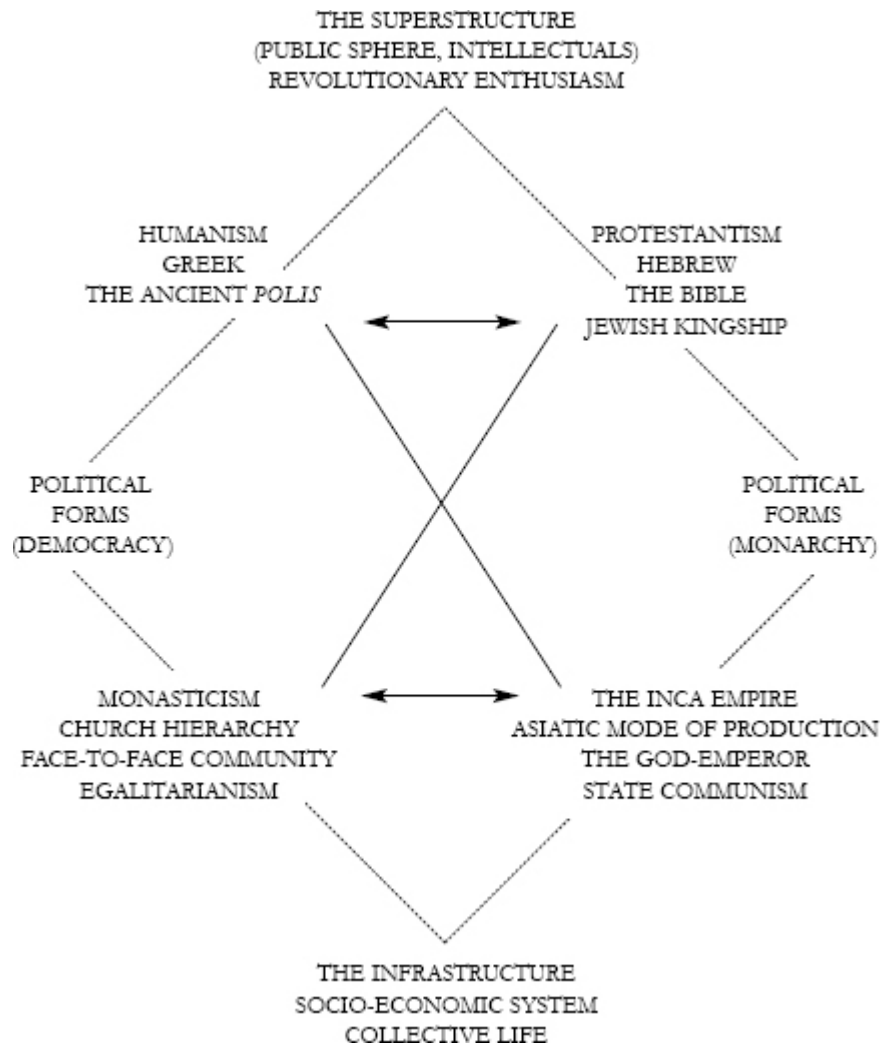 THE SUPERSTRUCTURE
(PUBLIC SPHERE, INTELLECTUALS)
REVOLUTIONARY ENTHUSIASM
HUMANISM
GREEK
THE ANCIENT POLIS
PROTESTANTISM
HEBREW
THE BIBLE
JEWISH KINGSHIP
POLITICAL
FORMS
(DEMOCRACY)
POLITICAL
FORMS
(MONARCHY)
MONASTICISM
CHURCH HIERARCHY
FACE-TO-FACE COMMUNITY
EGALITARIANISM
THE INCA EMPIRE
ASIATIC MODE OF PRODUCTION
THE GOD-EMPEROR
STATE COMMUNISM
THE INFRASTRUCTURE
SOCIO-ECONOMIC SYSTEM
COLLECTIVE LIFE